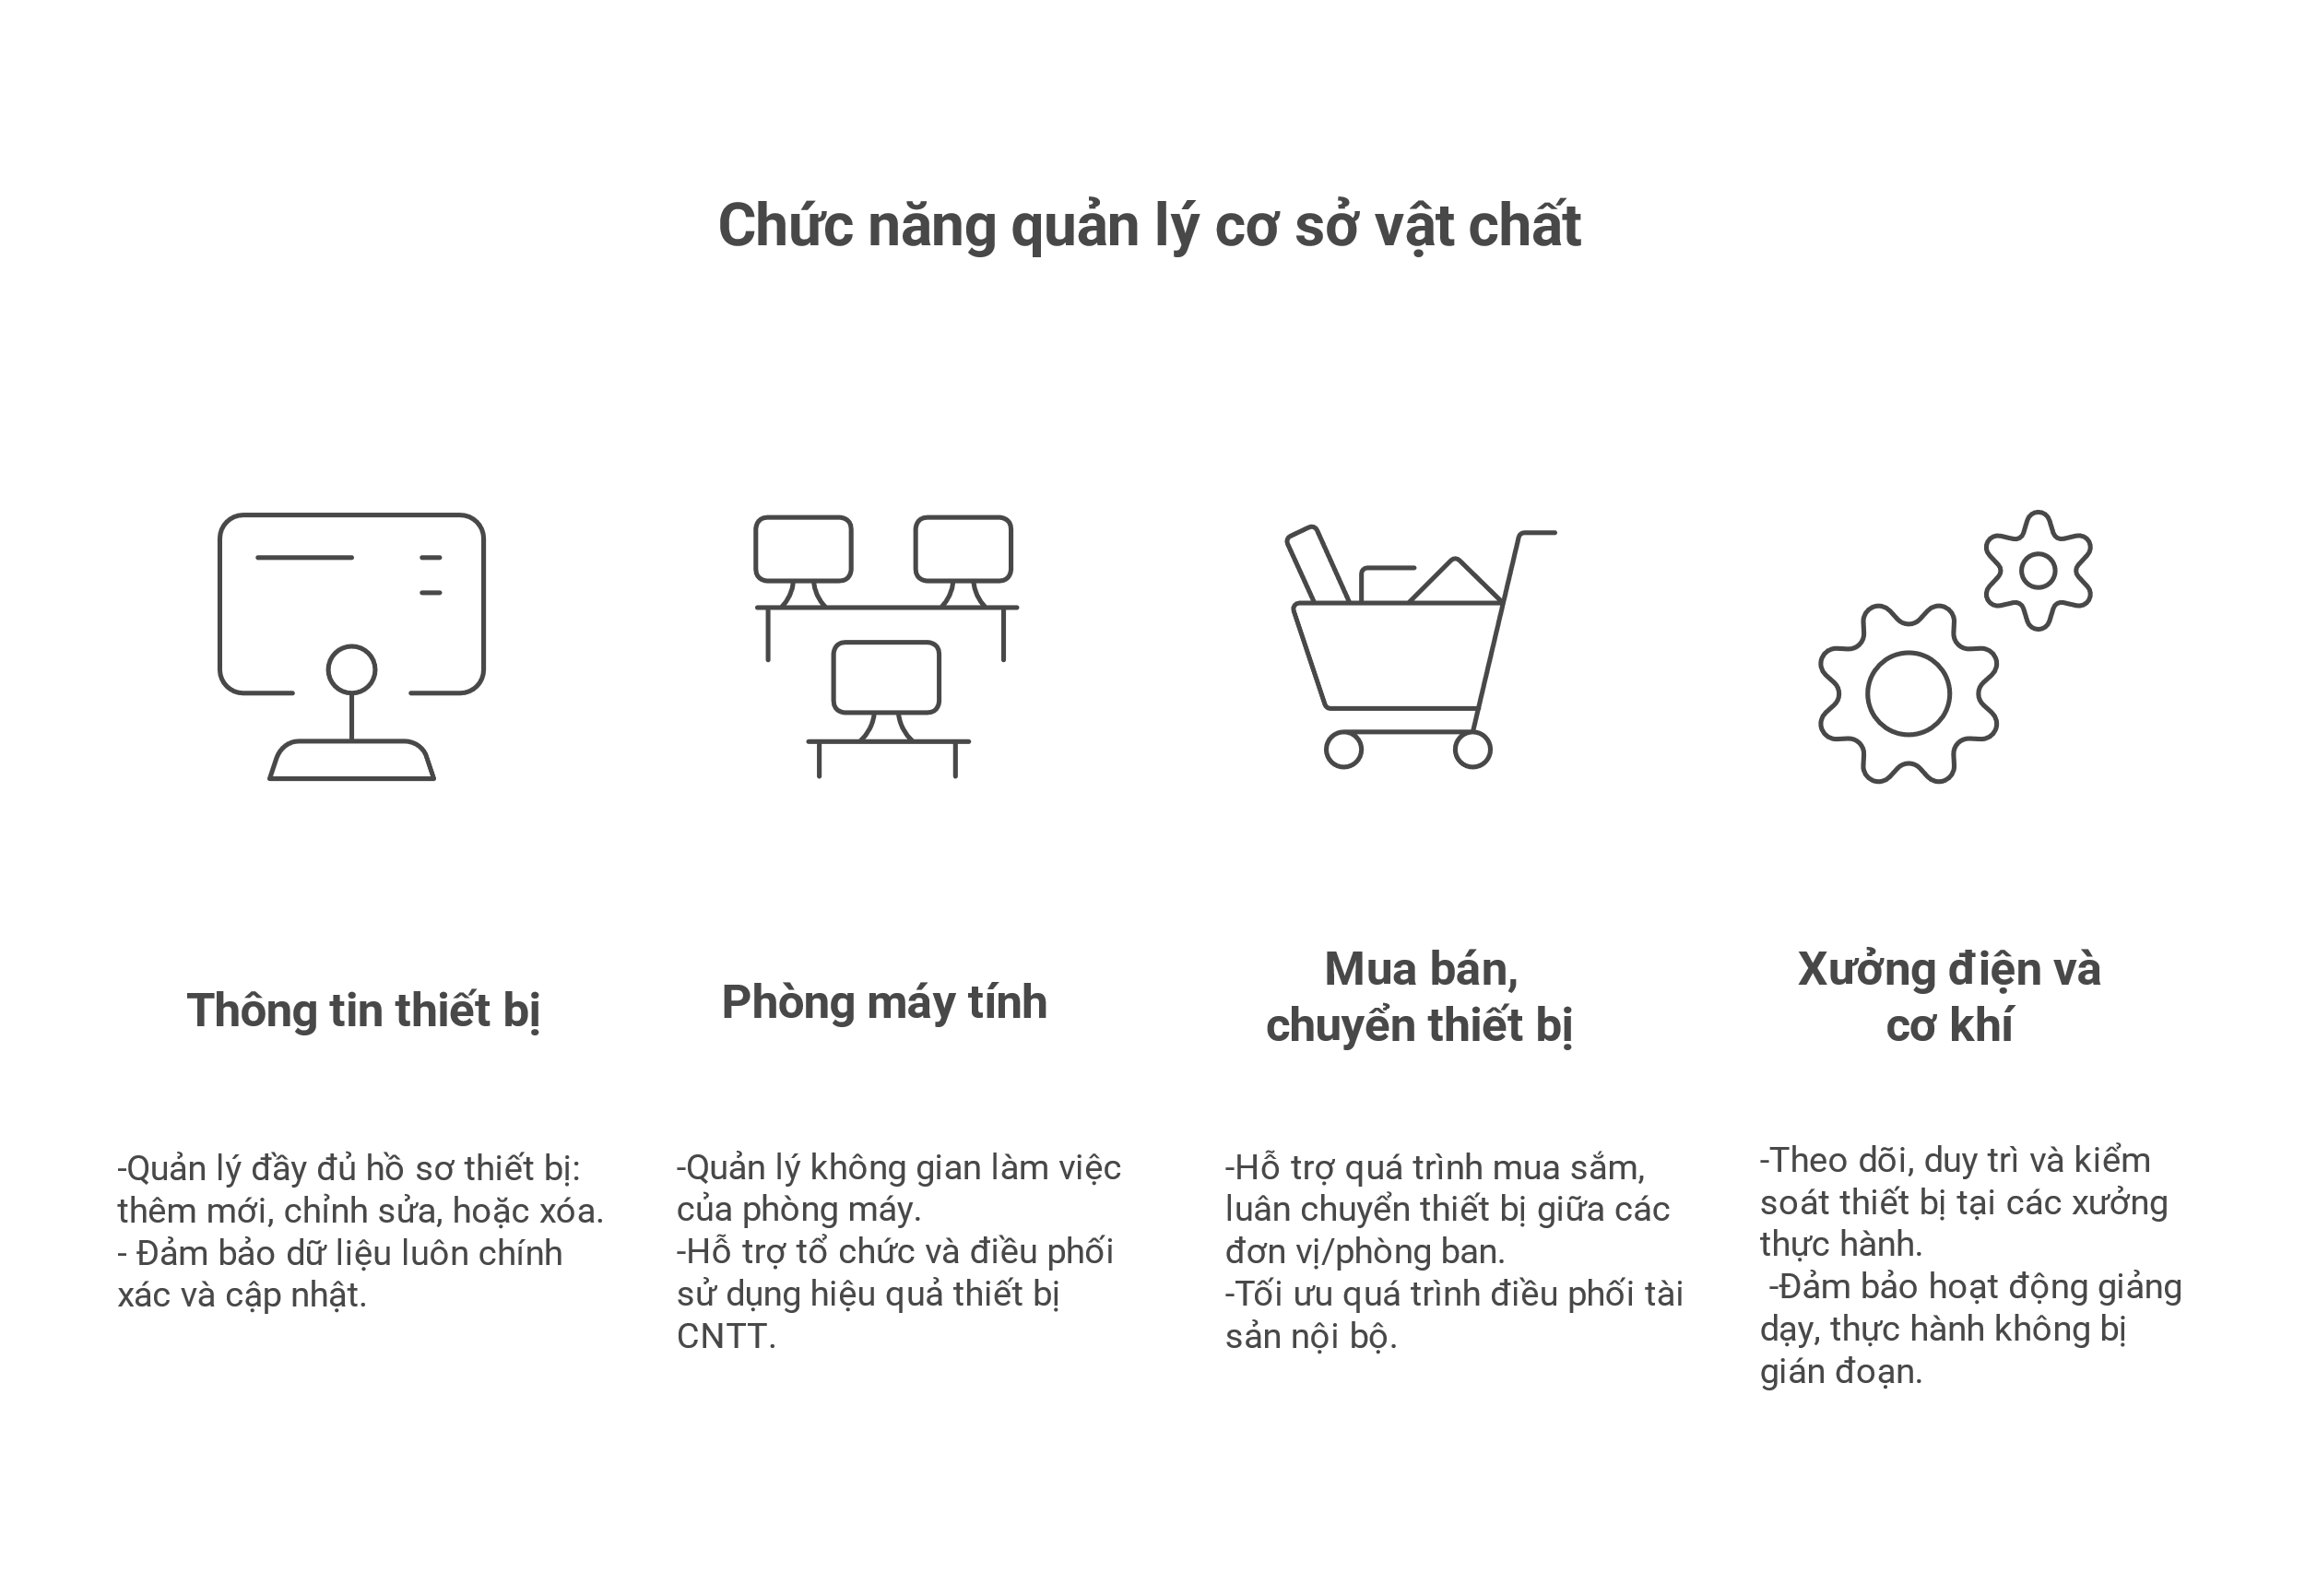 Chức năng quản lý cơ sở vật chất
Thông tin thiết bị
-Quản lý đầy đủ hồ sơ thiết bị:
thêm mới, chỉnh sửa, hoặc xóa.
- Đảm bảo dữ liệu luôn chính
xác và cập nhật.
Phòng máy tính
-Quản lý không gian làm việc
của phòng máy.
-Hỗ trợ tổ chức và điều phối
sử dụng hiệu quả thiết bị
CNTT.
Mua bán,
chuyển thiết bị
-Hỗ trợ quá trình mua sắm,
luân chuyển thiết bị giữa các
đơn vị/phòng ban.
-Tối ưu quá trình điều phối tài
sản nội bộ.
Xưởng điện và
cơ khí
-Theo dõi, duy trì và kiểm
soát thiết bị tại các xưởng
thực hành.
-Đảm bảo hoạt động giảng
dạy, thực hành không bị
gián đoạn.